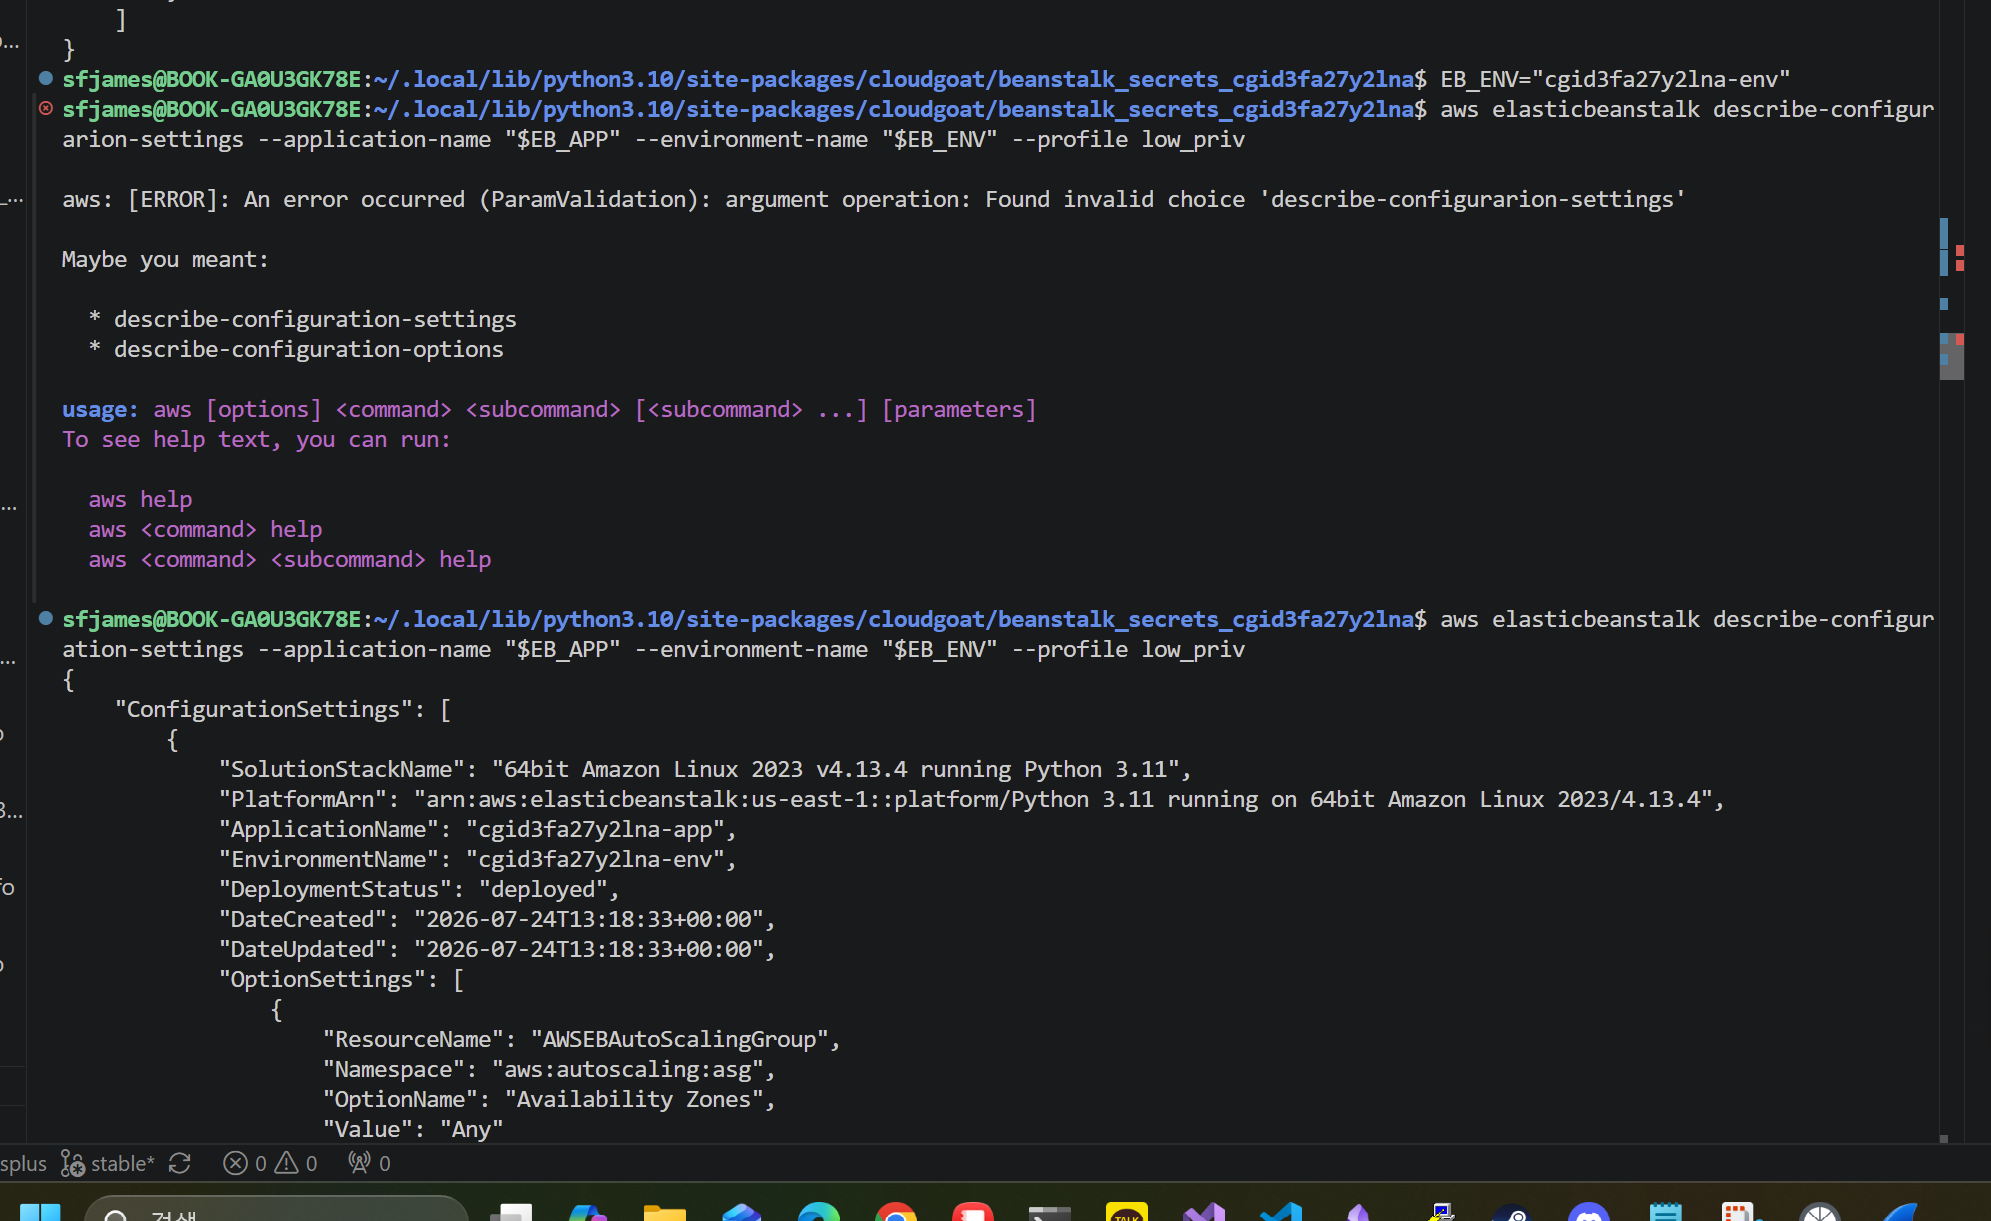 ]
}
sfjames@BOOK-GA0U3GK78E:~/.local/lib/python3.10/site-packages/cloudgoat/beanstalk_secrets_cgid3fa27y2lna$ EB_ENV="cgid3fa27y2lna-env"
sfjames@BOOK-GA0U3GK78E:~/.local/lib/python3.10/site-packages/cloudgoat/beanstalk_secrets_cgid3fa27y2lna$ aws elasticbeanstalk describe-configur
arion-settings --application-name "$EB_APP" --environment-name "$EB_ENV" --profile low_priv
aws: [ERROR]: An error occurred (ParamValidation): argument operation: Found invalid choice 'describe-configurarion-settings'
Maybe you meant:
* describe-configuration-settings
* describe-configuration-options
usage: aws [options] <command> <subcommand> [<subcommand> ...] [parameters]
To see help text, you can run:
aws help
aws <command> help
aws <command> <subcommand> help
sfjames@BOOK-GA0U3GK78E:~/.local/lib/python3.10/site-packages/cloudgoat/beanstalk_secrets_cgid3fa27y2lna$ aws elasticbeanstalk describe-configur
ation-settings --application-name "$EB_APP" --environment-name "$EB_ENV" --profile low_priv
{
"ConfigurationSettings": [
{
"SolutionStackName": "64bit Amazon Linux 2023 v4.13.4 running Python 3.11",
"PlatformArn": "arn:aws:elasticbeanstalk:us-east-1::platform/Python 3.11 running on 64bit Amazon Linux 2023/4.13.4",
"ApplicationName": "cgid3fa27y2lna-app",
"EnvironmentName": "cgid3fa27y2lna-env",
"DeploymentStatus": "deployed",
"DateCreated": "2026-07-24T13:18:33+00:00",
"DateUpdated": "2026-07-24T13:18:33+00:00",
"OptionSettings": [
{
"ResourceName": "AWSEBAutoScalingGroup",
"Namespace": "aws:autoscaling:asg",
"OptionName": "Availability Zones",
"Value": "Any"
splus stable* 0 0 0
검색
TALK